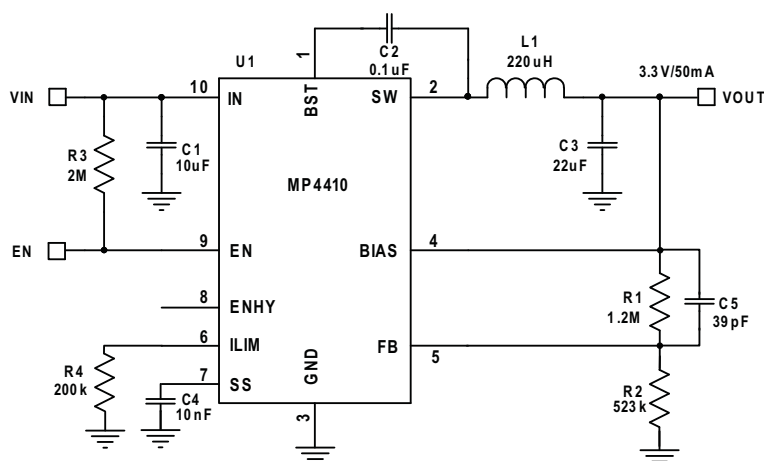 C2
0.1uF
L1
220uH
3.3V/50mA
U1
1
VIN
10
IN
BST
SW
2
VOUT
R3
2M
C1
10uF
C3
22uF
MP4410
EN
9
EN
BIAS
4
8
ENHY
R1
1.2M
C5
39pF
6
ILIM
FB
5
R4
200k
7
SS
GND
C4
10nF
3
R2
523k